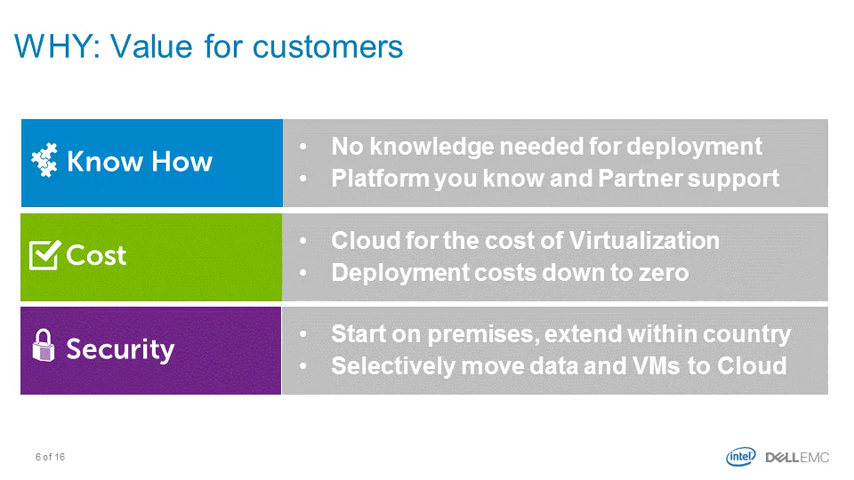 WHY: Value for customers
Know How
• No knowledge needed for deployment
• Platform you know and Partner support
Cost
• Cloud for the cost of Virtualization
• Deployment costs down to zero
Security
• Start on premises, extend within country
• Selectively move data and VMs to Cloud
6 of 16
intel DELLEMC